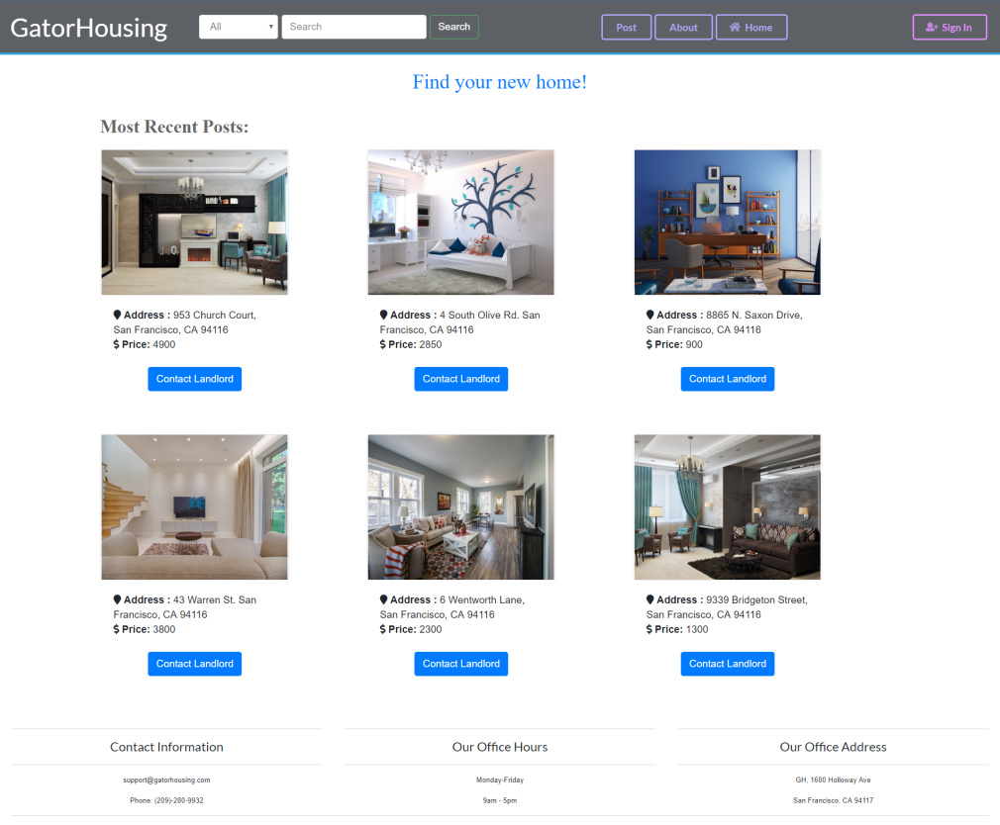 GatorHousing
All
Search
Search
Post
About
Home
Sign In
Find your new home!
Most Recent Posts:
Address : 953 Church Court,
San Francisco, CA 94116
$ Price: 4900
Contact Landlord
Address : 4 South Olive Rd. San
Francisco, CA 94116
$ Price: 2850
Contact Landlord
Address : 8865 N. Saxon Drive,
San Francisco, CA 94116
$ Price: 900
Contact Landlord
Address : 43 Warren St. San
Francisco, CA 94116
$ Price: 3800
Contact Landlord
Address : 6 Wentworth Lane,
San Francisco, CA 94116
$ Price: 2300
Contact Landlord
Address : 9339 Bridgeton Street,
San Francisco, CA 94116
$ Price: 1300
Contact Landlord
Contact Information
support@gatorhousing.com
Phone: (209)-280-9932
Our Office Hours
Monday-Friday
9am - 5pm
Our Office Address
GH, 1600 Holloway Ave
San Francisco. CA 94117